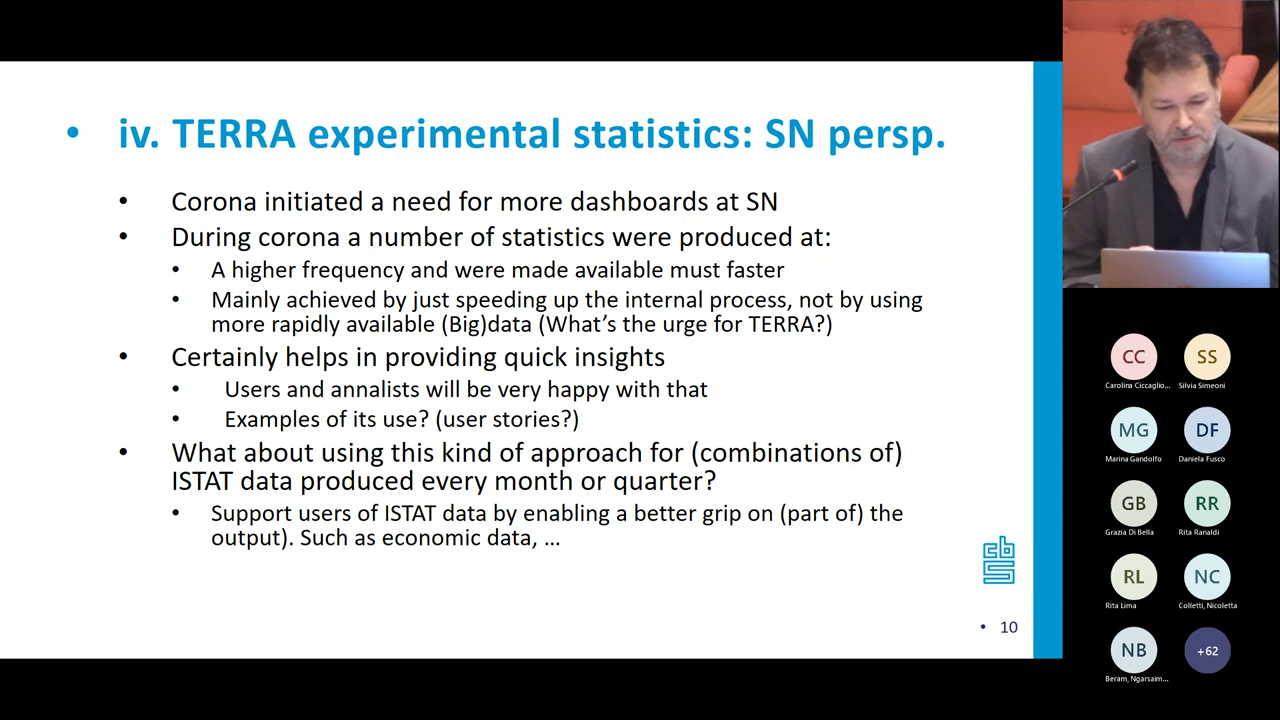 • iv. TERRA experimental statistics: SN persp.
• Corona initiated a need for more dashboards at SN
• During corona a number of statistics were produced at:
• A higher frequency and were made available must faster
• Mainly achieved by just speeding up the internal process, not by using
more rapidly available (Big)data (What's the urge for TERRA?)
• Certainly helps in providing quick insights
• Users and annalists will be very happy with that
• Examples of its use? (user stories?)
• What about using this kind of approach for (combinations of)
ISTAT data produced every month or quarter?
• Support users of ISTAT data by enabling a better grip on (part of) the
output). Such as economic data, ...
cbs
• 10
CC
SS
Carolina Ciccaglio...
Silvia Simeoni
MG
DF
Marina Gandolfo
Daniela Fusco
GB
RR
Grazia Di Bella
Rita Ranaldi
RL
NC
Rita Lima
Colletti, Nicoletta
NB
+62
Beram, Ngarsaim...